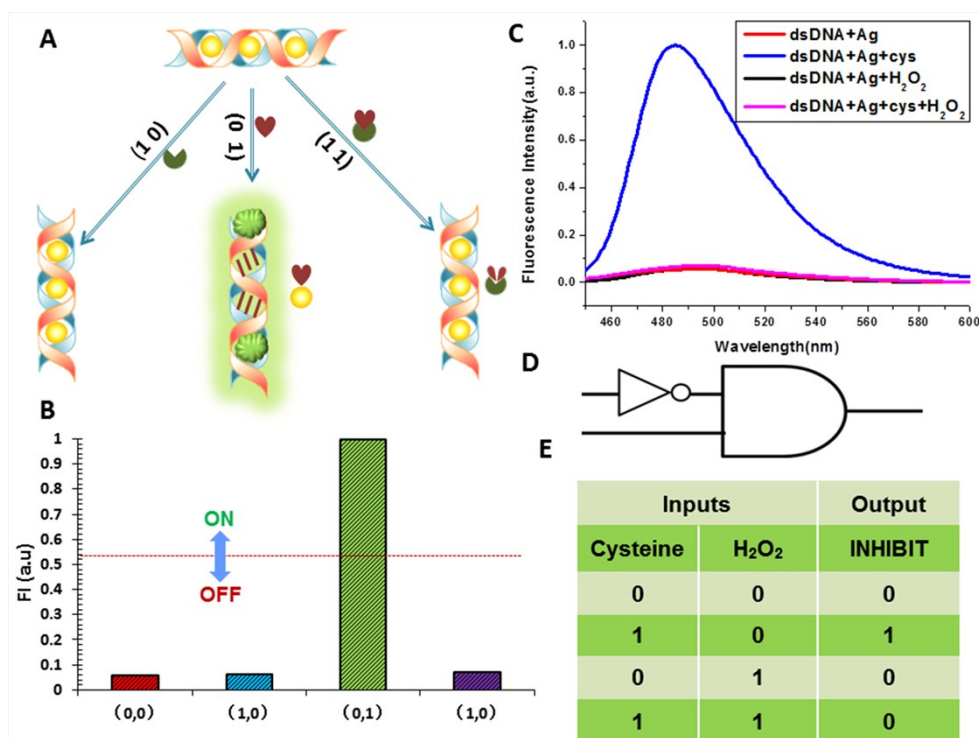 A
(1 0)
(0 1)
(1 1)
B
FI (a.u)
1
0.9
0.8
0.7
0.6
0.5
0.4
0.3
0.2
0.1
0
ON
OFF
(0,0)
(1,0)
(0,1)
(1,0)
C
Fluorescence Intensity(a.u.)
1.0
0.8
0.6
0.4
0.2
0.0
dsDNA+Ag
dsDNA+Ag+cys
dsDNA+Ag+H₂O₂
dsDNA+Ag+cys+H₂O₂
460 480 500 520 540 560 580 600
Wavelength(nm)
D
E
Inputs Output
Cysteine H₂O₂ INHIBIT
0 0 0
1 0 1
0 1 0
1 1 0